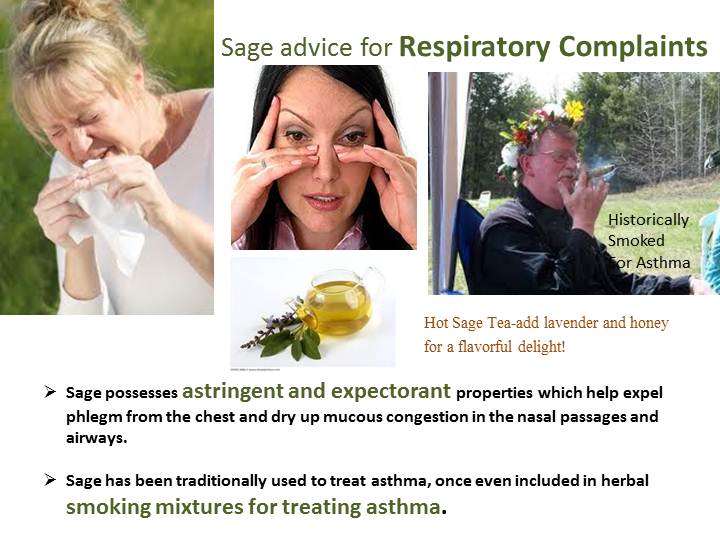 Sage advice for Respiratory Complaints
Historically
Smoked
For Asthma
Hot Sage Tea-add lavender and honey
for a flavorful delight!
➢ Sage possesses astringent and expectorant properties which help expel
phlegm from the chest and dry up mucous congestion in the nasal passages and
airways.
➢ Sage has been traditionally used to treat asthma, once even included in herbal
smoking mixtures for treating asthma.